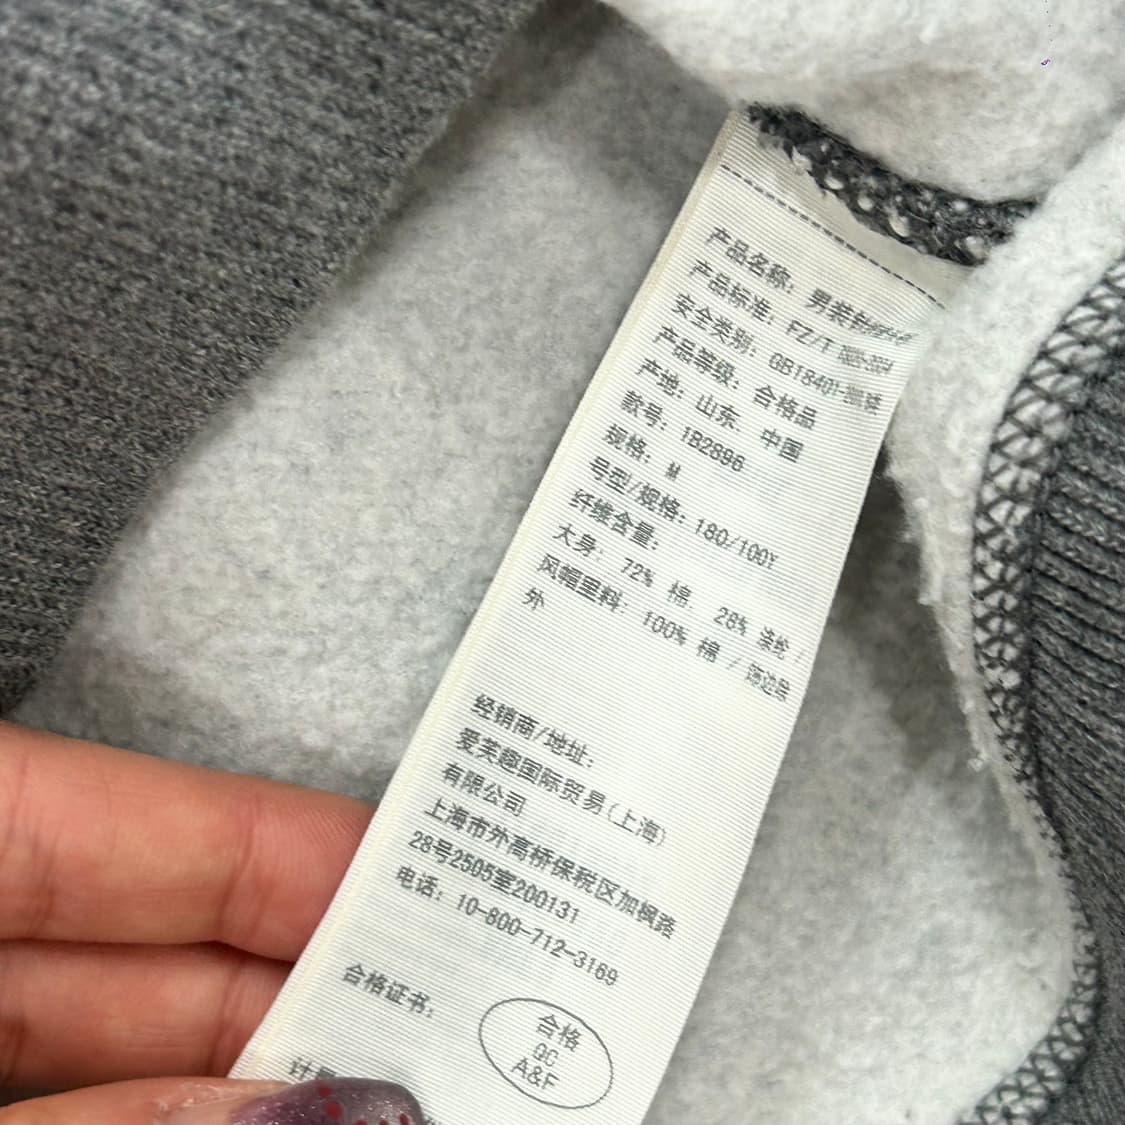 产品名称: 男装针
产品标准: FZ/T
安全类别: GB18401
产品等级: 合格品
产地: 山东 中国
款号: 1B2896
规格: M
号型/规格: 180/100Y
纤维含量:
大身: 72% 棉. 28% 涤纶 /
风帽里料: 100% 棉 / 饰边除
外
经销商/地址:
爱芙趣国际贸易(上海)
有限公司
上海市外高桥保税区加枫路
28号2505室200131
电话: 10-800-712-3169
合格证书:
合格
QC
A&F